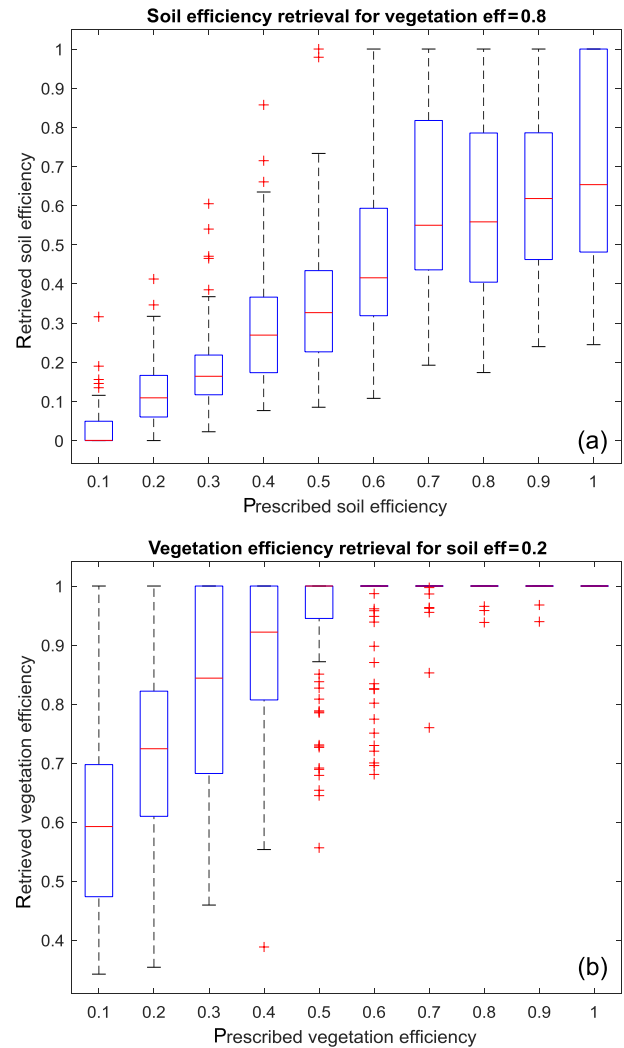 Soil efficiency retrieval for vegetation eff=0.8
1
0.9
0.8
0.7
0.6
0.5
0.4
0.3
0.2
0.1
0
Retrieved soil efficiency
(a)
0.1 0.2 0.3 0.4 0.5 0.6 0.7 0.8 0.9 1
Prescribed soil efficiency
Vegetation efficiency retrieval for soil eff=0.2
1
0.9
0.8
0.7
0.6
0.5
0.4
Retrieved vegetation efficiency
(b)
0.1 0.2 0.3 0.4 0.5 0.6 0.7 0.8 0.9 1
Prescribed vegetation efficiency